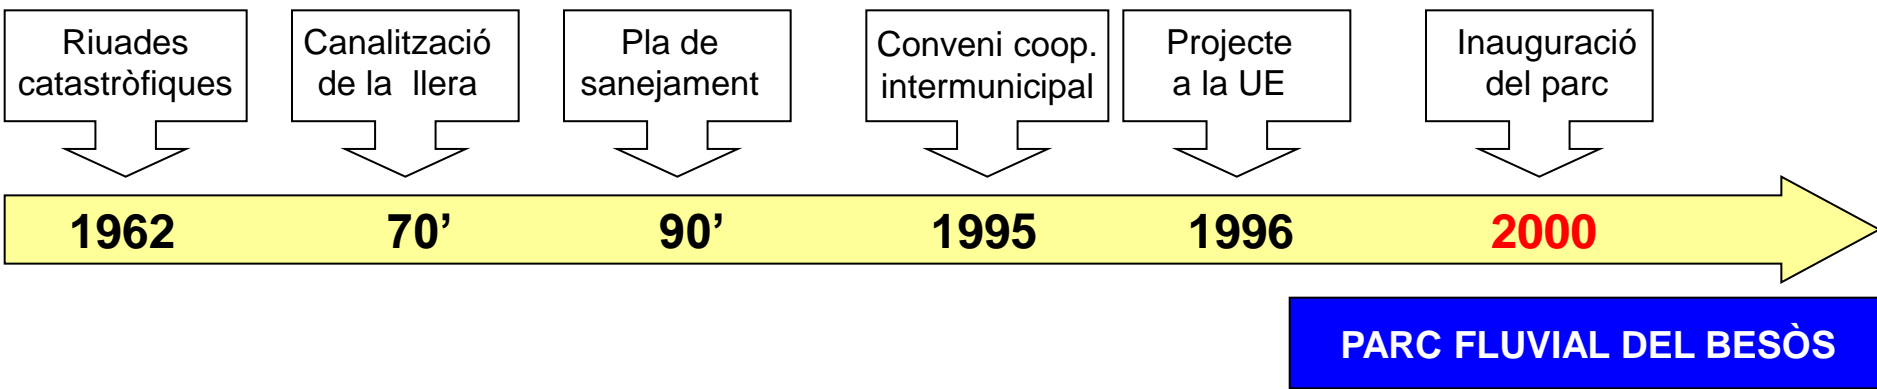 Riuades
catastròfiques
Canalització
de la llera
Pla de
sanejament
Conveni coop.
intermunicipal
Projecte
a la UE
Inauguració
del parc
1962
70’
90’
1995
1996
2000
PARC FLUVIAL DEL BESÒS